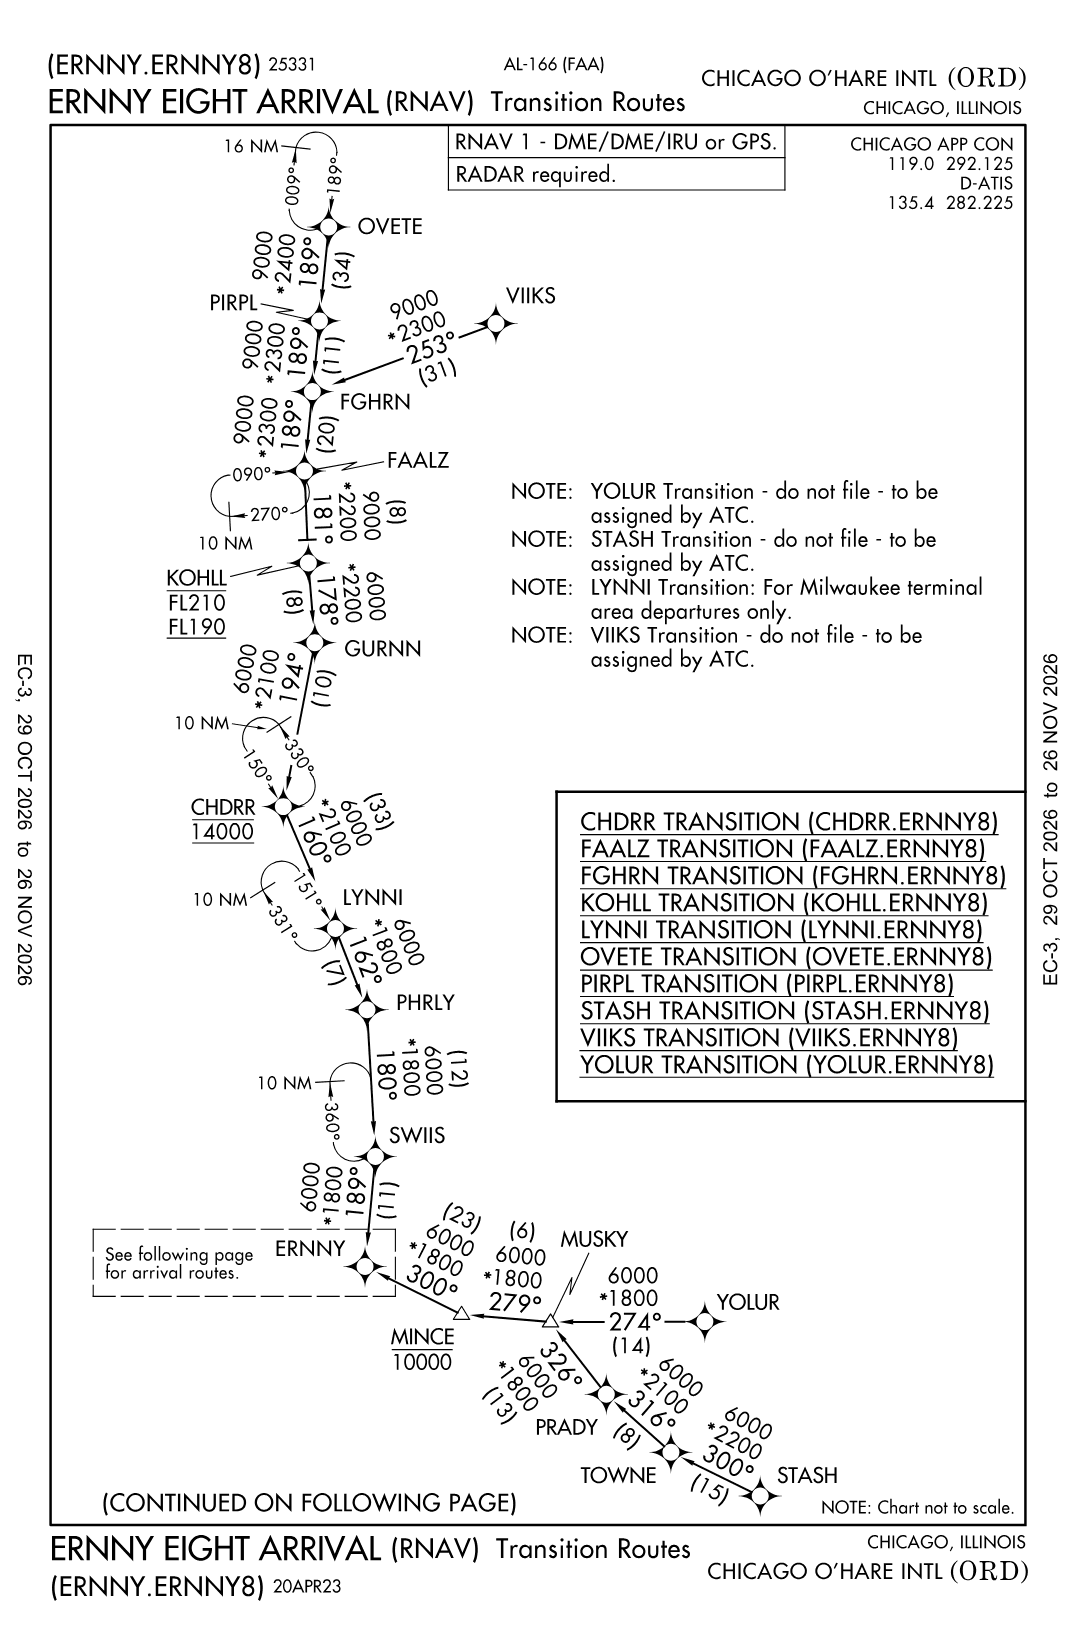 (ERNNY.ERNNY8) 25331
AL-166 (FAA)
CHICAGO O'HARE INTL (ORD)
ERNNY EIGHT ARRIVAL (RNAV) Transition Routes
CHICAGO, ILLINOIS
RNAV 1 - DME/DME/IRU or GPS.
RADAR required.
CHICAGO APP CON
119.0 292.125
D-ATIS
135.4 282.225
16 NM
009°
189°
OVETE
9000
*2400
189°
(34)
PIRPL
VIIKS
9000
*2300
253°
(31)
9000
*2300
189°
(11)
FGHRN
9000
*2300
189°
(20)
FAALZ
090°
270°
10 NM
(8)
9000
*2200
181°
NOTE: YOLUR Transition - do not file - to be
assigned by ATC.
NOTE: STASH Transition - do not file - to be
assigned by ATC.
NOTE: LYNNI Transition: For Milwaukee terminal
area departures only.
NOTE: VIIKS Transition - do not file - to be
assigned by ATC.
KOHLL
FL210
FL190
6000
*2200
178°
(8)
GURNN
6000
*2100
194°
(10)
10 NM
330°
150°
CHDRR
14000
(33)
6000
*2100
160°
10 NM
151°
331°
LYNNI
6000
*1800
162°
(7)
PHRLY
(12)
6000
*1800
180°
10 NM
360°
SWIIS
6000
*1800
189°
(11)
CHDRR TRANSITION (CHDRR.ERNNY8)
FAALZ TRANSITION (FAALZ.ERNNY8)
FGHRN TRANSITION (FGHRN.ERNNY8)
KOHLL TRANSITION (KOHLL.ERNNY8)
LYNNI TRANSITION (LYNNI.ERNNY8)
OVETE TRANSITION (OVETE.ERNNY8)
PIRPL TRANSITION (PIRPL.ERNNY8)
STASH TRANSITION (STASH.ERNNY8)
VIIKS TRANSITION (VIIKS.ERNNY8)
YOLUR TRANSITION (YOLUR.ERNNY8)
See following page
for arrival routes.
ERNNY
(23)
6000
*1800
300°
(6)
6000
*1800
279°
MUSKY
MINCE
10000
6000
*1800
274°
(14)
YOLUR
326°
6000
*1800
(13)
PRADY
6000
*2100
316°
(8)
TOWNE
6000
*2200
300°
(15)
STASH
(CONTINUED ON FOLLOWING PAGE)
NOTE: Chart not to scale.
ERNNY EIGHT ARRIVAL (RNAV) Transition Routes
CHICAGO, ILLINOIS
CHICAGO O'HARE INTL (ORD)
(ERNNY.ERNNY8) 20APR23
EC-3, 29 OCT 2026 to 26 NOV 2026
EC-3, 29 OCT 2026 to 26 NOV 2026